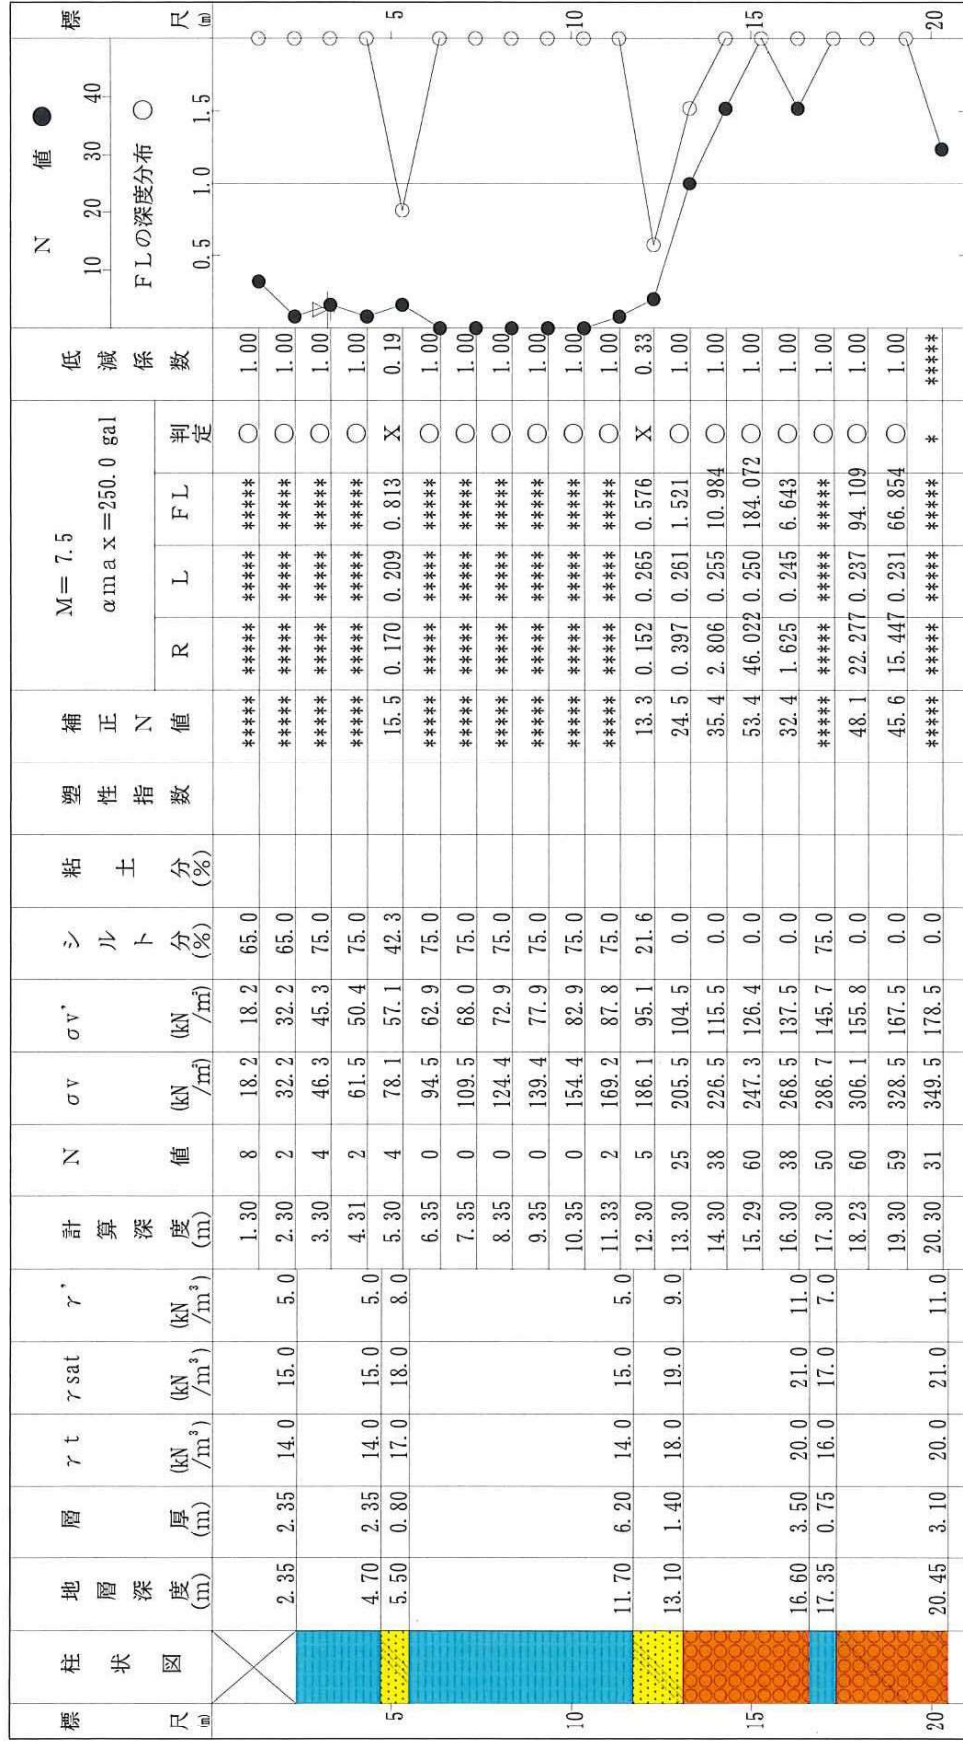 標尺(m) 柱状図 地層深度(m) 層厚(m) γt(kN/m³) γsat(kN/m³) γ'(kN/m³) 計算深度(m) N値 σv(kN/㎡) σv'(kN/㎡) シルト分(%) 粘土分(%) 塑性指数 補正N値 M= 7.5 αmax=250.0 gal R L FL 判定 低減係数 N値 ● 10 20 30 40 FLの深度分布 ○ 0.5 1.0 1.5 標尺(m)
2.35 2.35 14.0 15.0 5.0
4.70 2.35 14.0 15.0 5.0
5.50 0.80 17.0 18.0 8.0
11.70 6.20 14.0 15.0 5.0
13.10 1.40 18.0 19.0 9.0
16.60 3.50 20.0 21.0 11.0
17.35 0.75 16.0 17.0 7.0
20.45 3.10 20.0 21.0 11.0
1.30 8 18.2 18.2 65.0 ***** ***** ***** ***** ○ 1.00
2.30 2 32.2 32.2 65.0 ***** ***** ***** ***** ○ 1.00
3.30 4 46.3 45.3 75.0 ***** ***** ***** ***** ○ 1.00
4.31 2 61.5 50.4 75.0 ***** ***** ***** ***** ○ 1.00
5.30 4 78.1 57.1 42.3 15.5 0.170 0.209 0.813 X 0.19
6.35 0 94.5 62.9 75.0 ***** ***** ***** ***** ○ 1.00
7.35 0 109.5 68.0 75.0 ***** ***** ***** ***** ○ 1.00
8.35 0 124.4 72.9 75.0 ***** ***** ***** ***** ○ 1.00
9.35 0 139.4 77.9 75.0 ***** ***** ***** ***** ○ 1.00
10.35 0 154.4 82.9 75.0 ***** ***** ***** ***** ○ 1.00
11.33 2 169.2 87.8 75.0 ***** ***** ***** ***** ○ 1.00
12.30 5 186.1 95.1 21.6 13.3 0.152 0.265 0.576 X 0.33
13.30 25 205.5 104.5 0.0 24.5 0.397 0.261 1.521 ○ 1.00
14.30 38 226.5 115.5 0.0 35.4 2.806 0.255 10.984 ○ 1.00
15.29 60 247.3 126.4 0.0 53.4 46.022 0.250 184.072 ○ 1.00
16.30 38 268.5 137.5 0.0 32.4 1.625 0.245 6.643 ○ 1.00
17.30 50 286.7 145.7 75.0 ***** ***** ***** ***** ○ 1.00
18.23 60 306.1 155.8 0.0 48.1 22.277 0.237 94.109 ○ 1.00
19.30 59 328.5 167.5 0.0 45.6 15.447 0.231 66.854 ○ 1.00
20.30 31 349.5 178.5 0.0 ***** ***** ***** ***** * *****
5 10 15 20
5 10 15 20